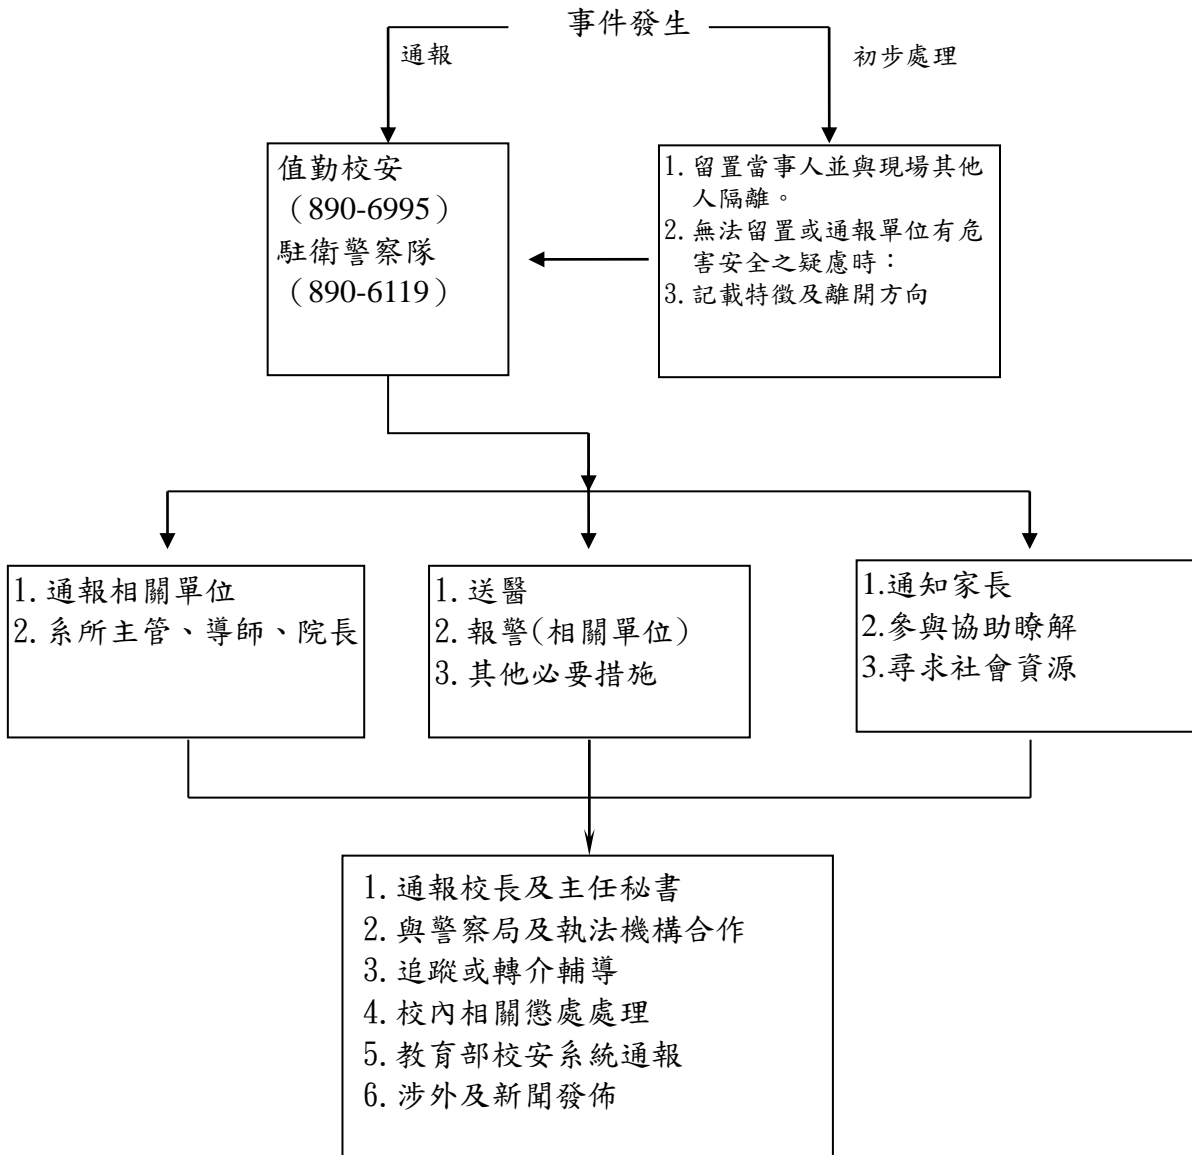 事件發生
通報
初步處理
值勤校安
（890-6995）
駐衛警察隊
（890-6119）
1. 留置當事人並與現場其他
人隔離。
2. 無法留置或通報單位有危
害安全之疑慮時：
3. 記載特徵及離開方向
1. 通報相關單位
2. 系所主管、導師、院長
1. 送醫
2. 報警(相關單位)
3. 其他必要措施
1.通知家長
2.參與協助瞭解
3.尋求社會資源
1. 通報校長及主任秘書
2. 與警察局及執法機構合作
3. 追蹤或轉介輔導
4. 校內相關懲處處理
5. 教育部校安系統通報
6. 涉外及新聞發佈